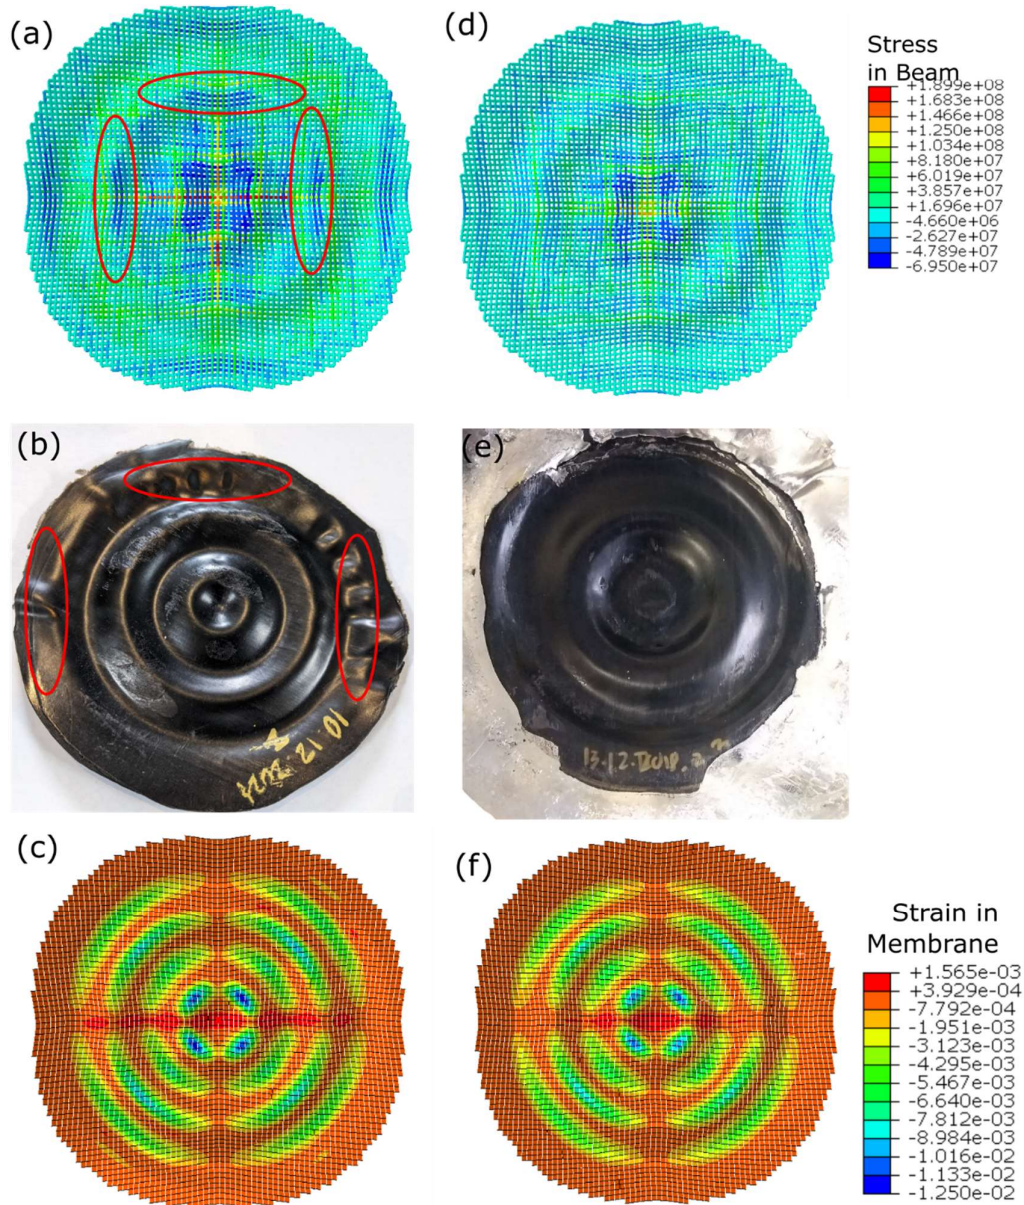 (a)
(d)
Stress
in Beam
+1.899e+08
+1.683e+08
+1.466e+08
+1.250e+08
+1.034e+08
+8.180e+07
+6.019e+07
+3.857e+07
+1.696e+07
-4.660e+06
-2.627e+07
-4.789e+07
-6.950e+07
(b)
(e)
(c)
(f)
Strain in
Membrane
+1.565e-03
+3.929e-04
-7.792e-04
-1.951e-03
-3.123e-03
-4.295e-03
-5.467e-03
-6.640e-03
-7.812e-03
-8.984e-03
-1.016e-02
-1.133e-02
-1.250e-02